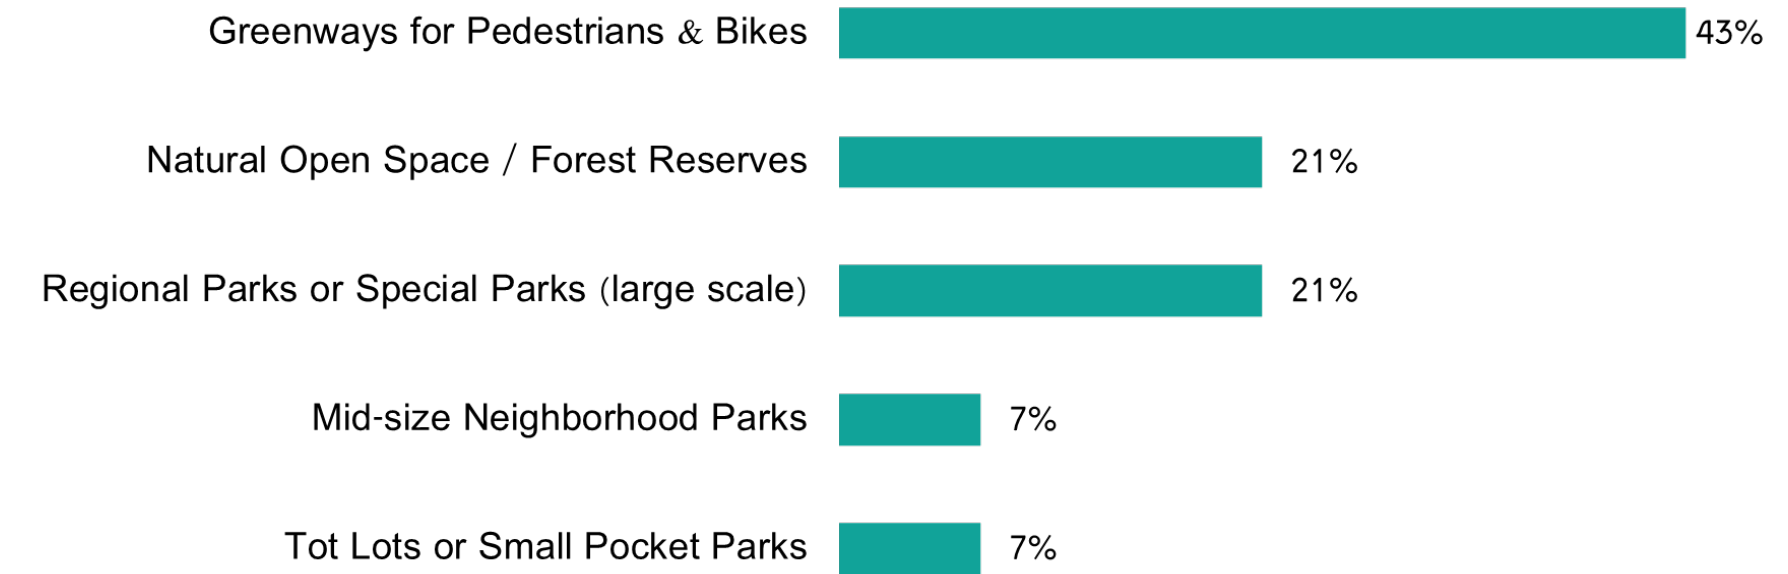 Greenways for Pedestrians & Bikes 43%
Natural Open Space / Forest Reserves 21%
Regional Parks or Special Parks (large scale) 21%
Mid-size Neighborhood Parks 7%
Tot Lots or Small Pocket Parks 7%